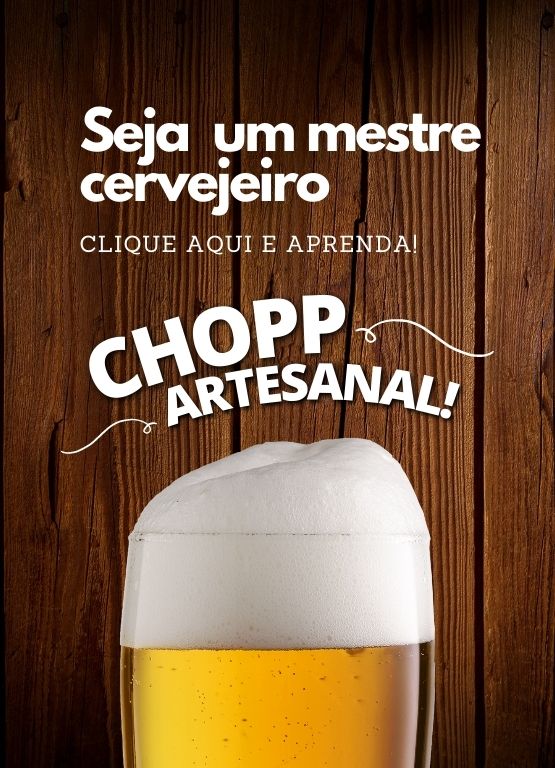 Seja um mestre
cervejeiro
CLIQUE AQUI E APRENDA!
CHOPP
ARTESANAL!